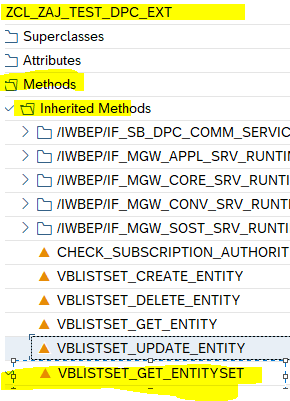 ZCL_ZAJ_TEST_DPC_EXT
Superclasses
Attributes
Methods
Inherited Methods
/IWBEP/IF_SB_DPC_COMM_SERVIC
/IWBEP/IF_MGW_APPL_SRV_RUNTI
/IWBEP/IF_MGW_CORE_SRV_RUNTI
/IWBEP/IF_MGW_CONV_SRV_RUNTI
/IWBEP/IF_MGW_SOST_SRV_RUNTI
CHECK_SUBSCRIPTION_AUTHORIT
VBLISTSET_CREATE_ENTITY
VBLISTSET_DELETE_ENTITY
VBLISTSET_GET_ENTITY
VBLISTSET_UPDATE_ENTITY
VBLISTSET_GET_ENTITYSET